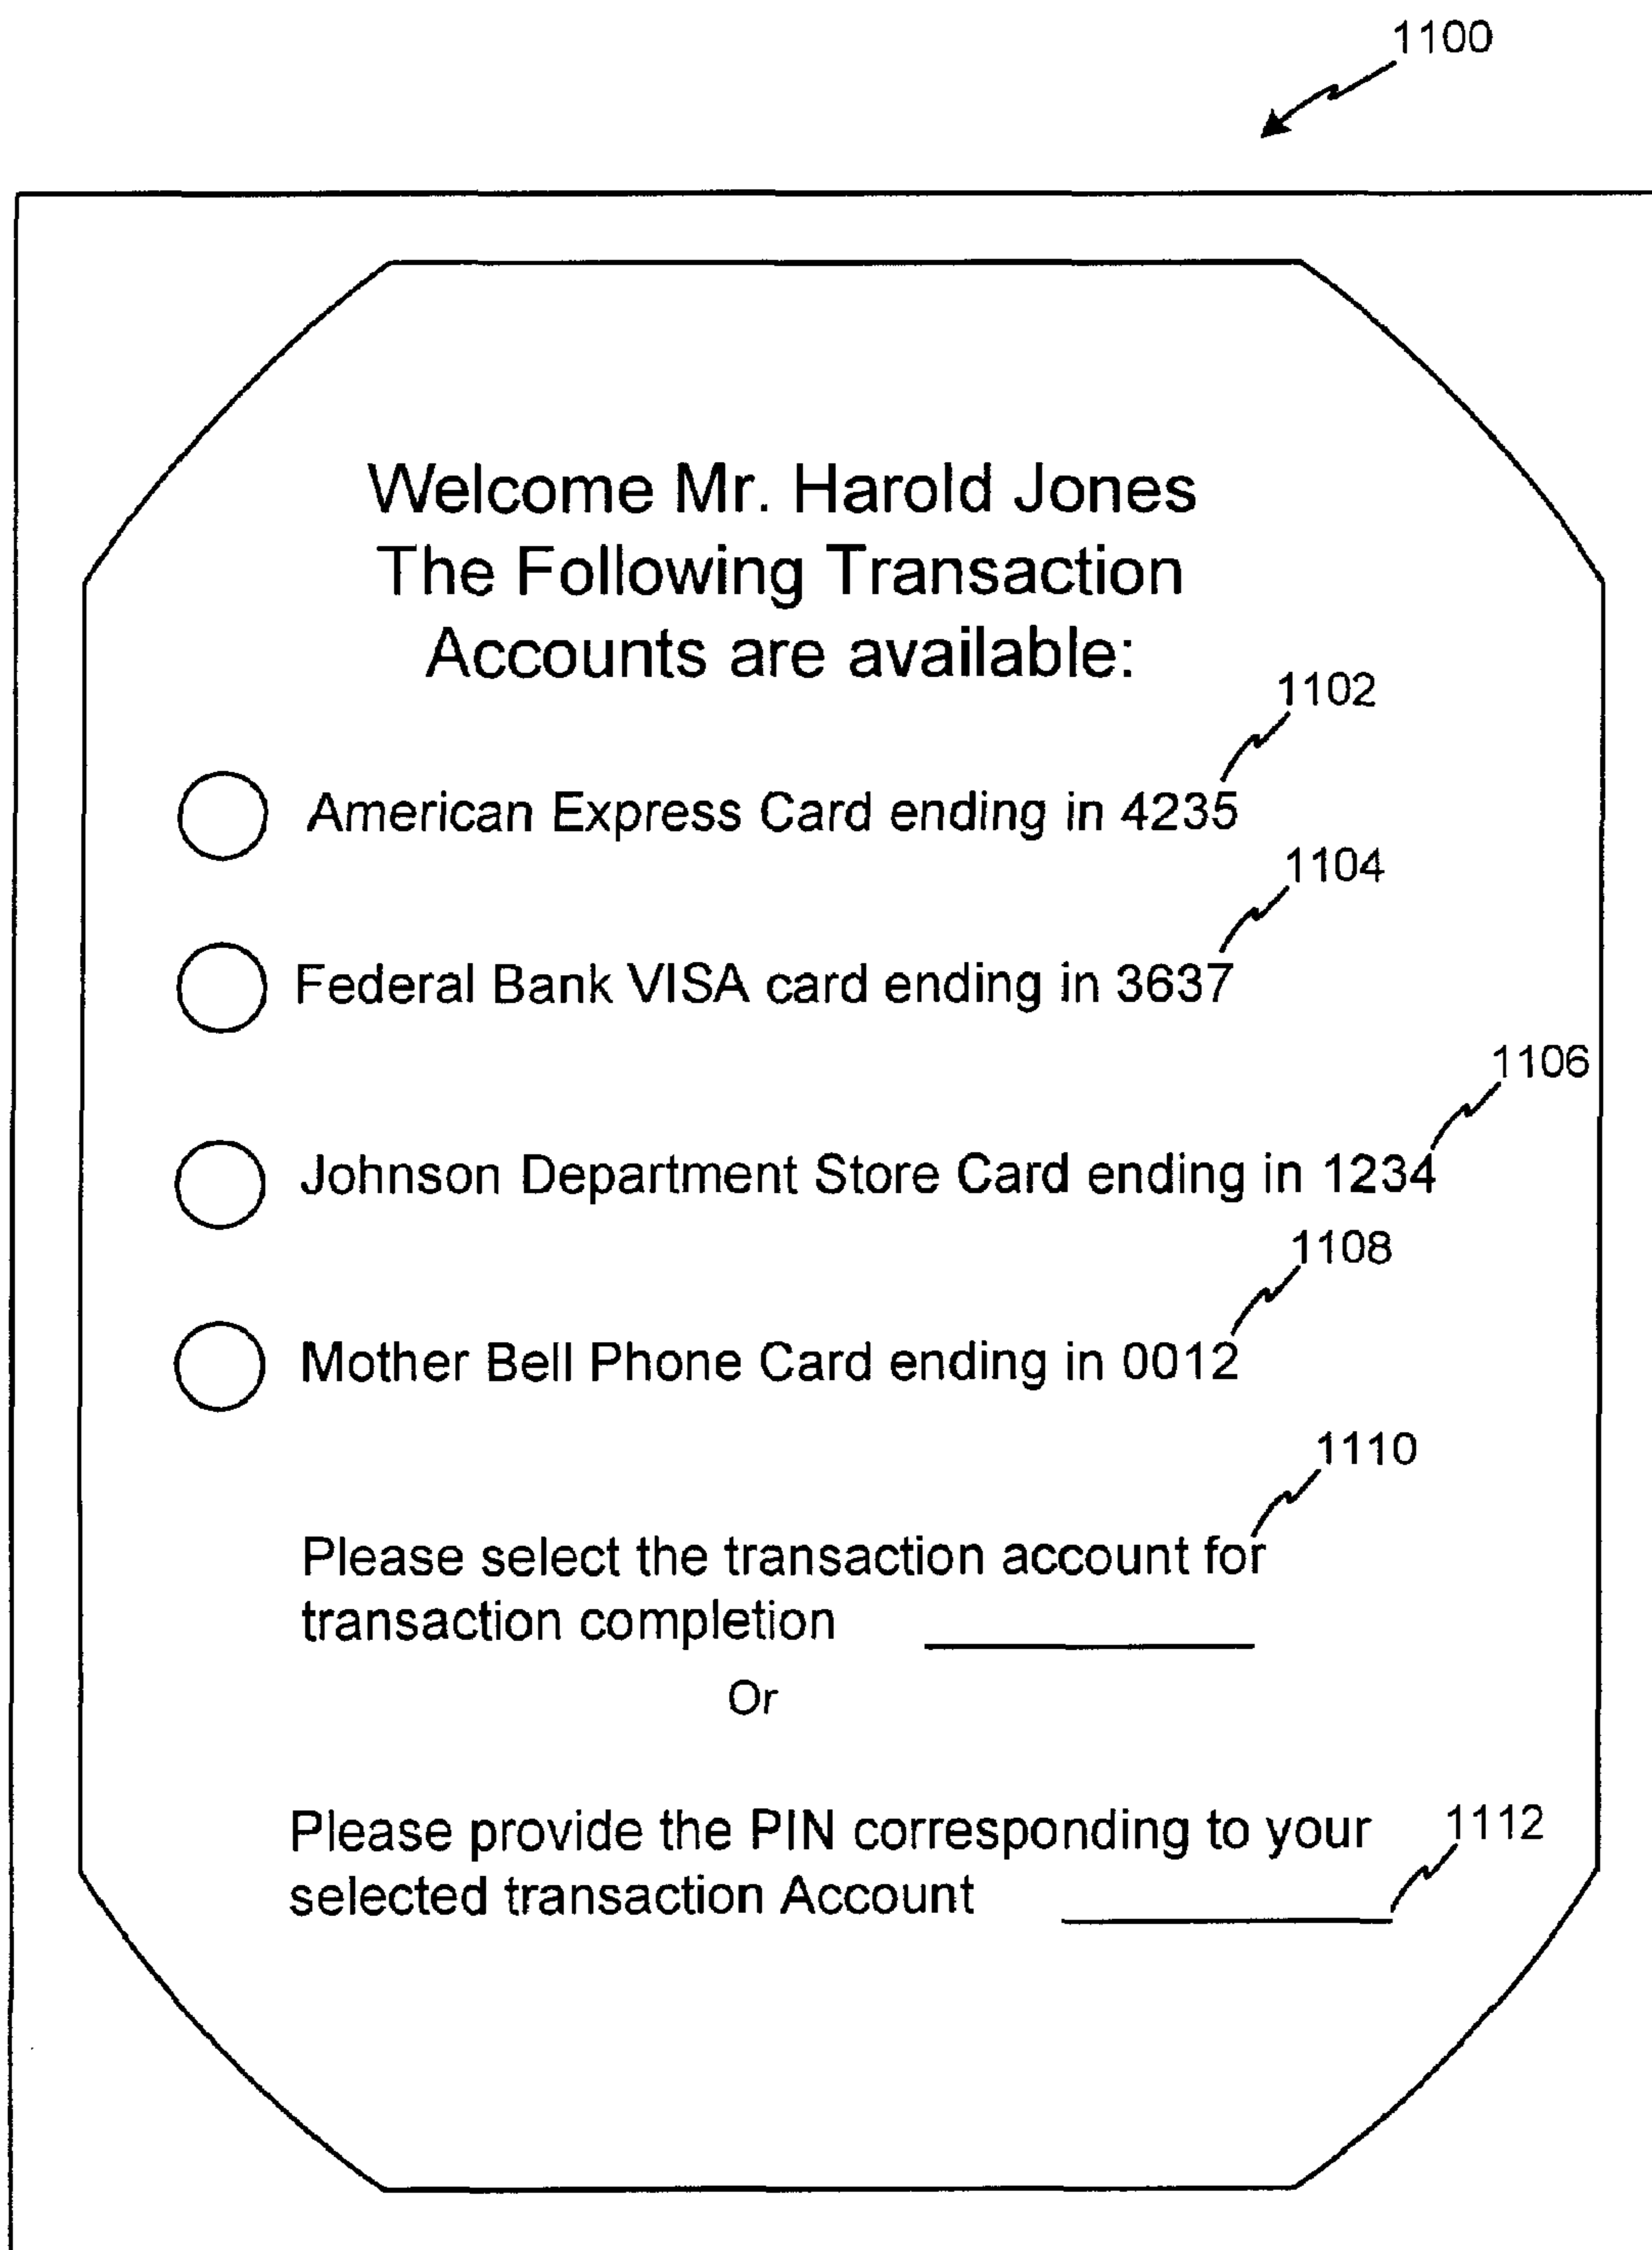 1100
Welcome Mr. Harold Jones
The Following Transaction
Accounts are available:
1102
American Express Card ending in 4235
1104
Federal Bank VISA card ending in 3637
1106
Johnson Department Store Card ending in 1234
1108
Mother Bell Phone Card ending in 0012
1110
Please select the transaction account for
transaction completion
Or
Please provide the PIN corresponding to your
1112
selected transaction Account